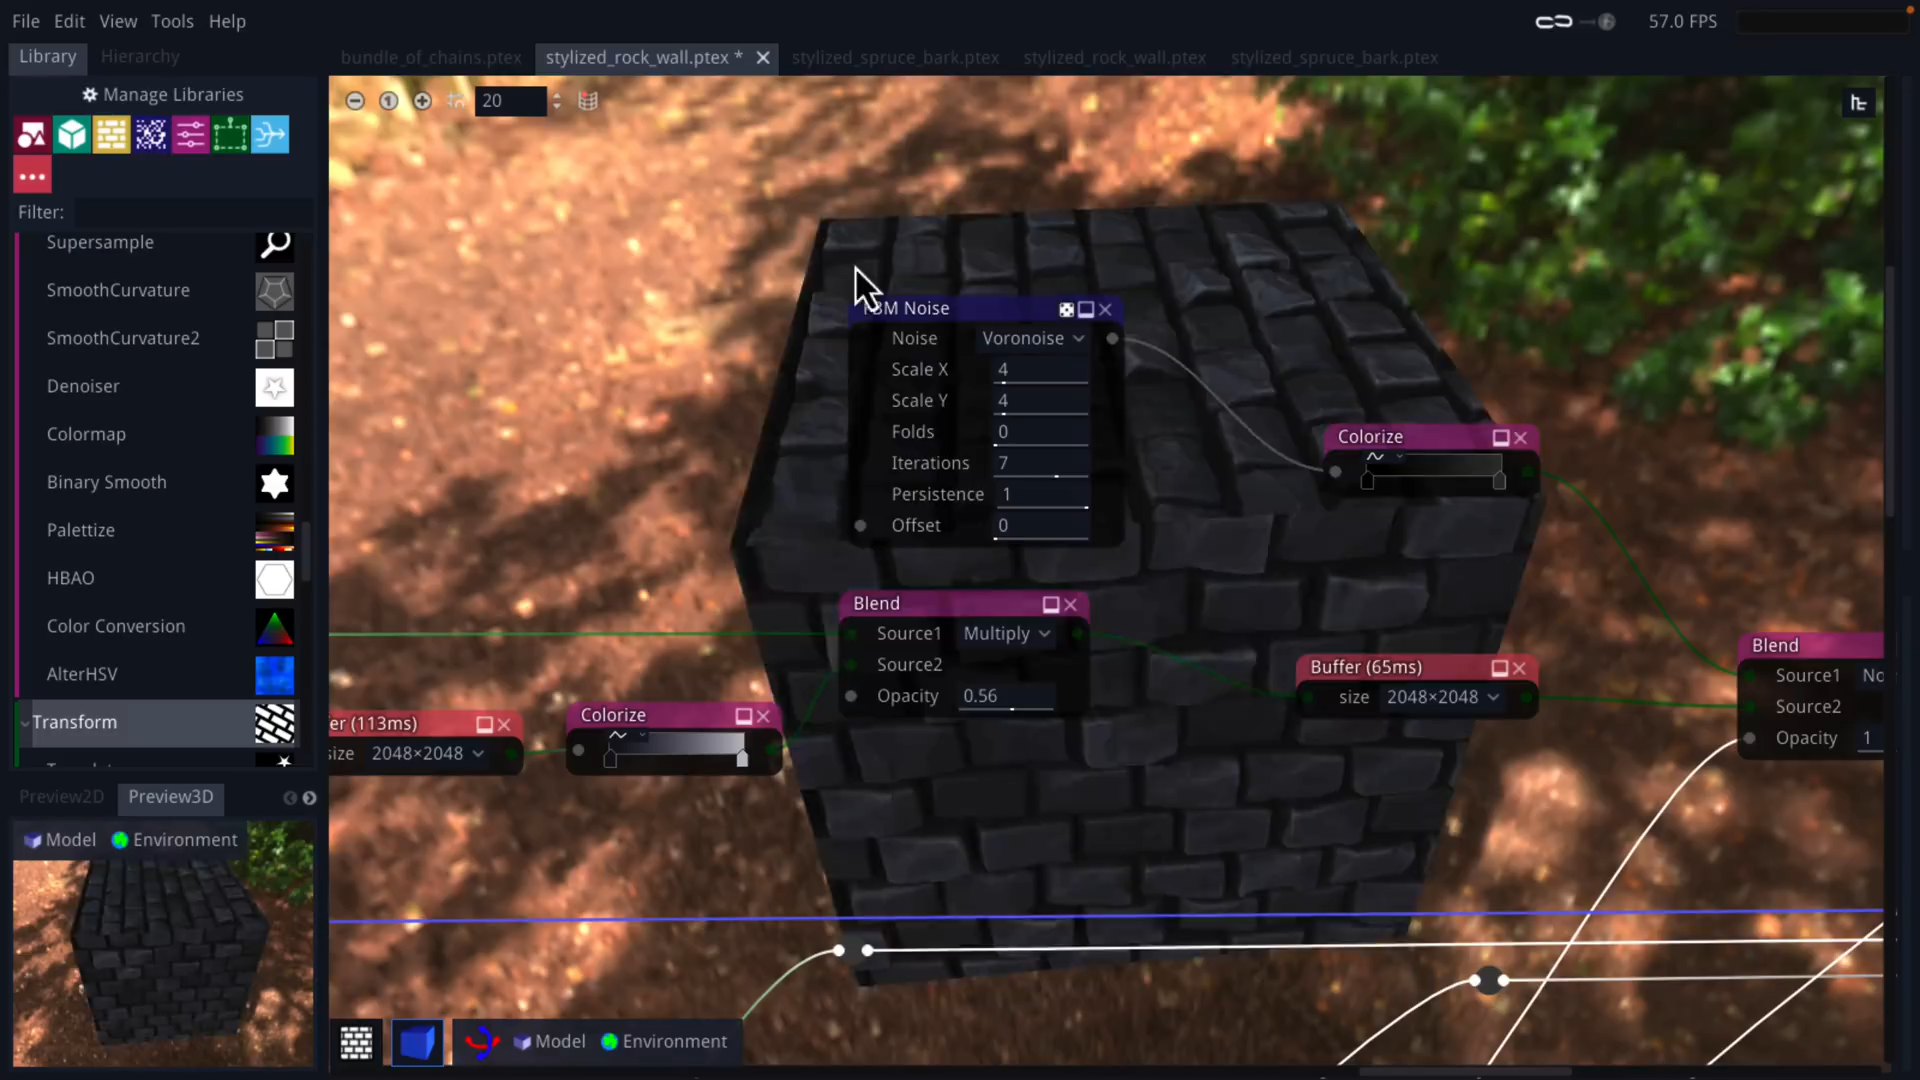 File Edit View Tools Help
57.0 FPS
Library Hierarchy
bundle_of_chains.ptex
stylized_rock_wall.ptex *
stylized_spruce_bark.ptex
stylized_rock_wall.ptex
stylized_spruce_bark.ptex
Manage Libraries
20
Filter:
Supersample
SmoothCurvature
SmoothCurvature2
Denoiser
Colormap
Binary Smooth
Palettize
HBAO
Color Conversion
AlterHSV
Transform
Preview2D Preview3D
Model Environment
FBM Noise
Noise Voronoise
Scale X 4
Scale Y 4
Folds 0
Iterations 7
Persistence 1
Offset 0
Colorize
Blend
Source1 Multiply
Source2
Opacity 0.56
er (113ms)
size 2048×2048
Colorize
Buffer (65ms)
size 2048×2048
Blend
Source1 No
Source2
Opacity 1
Model Environment